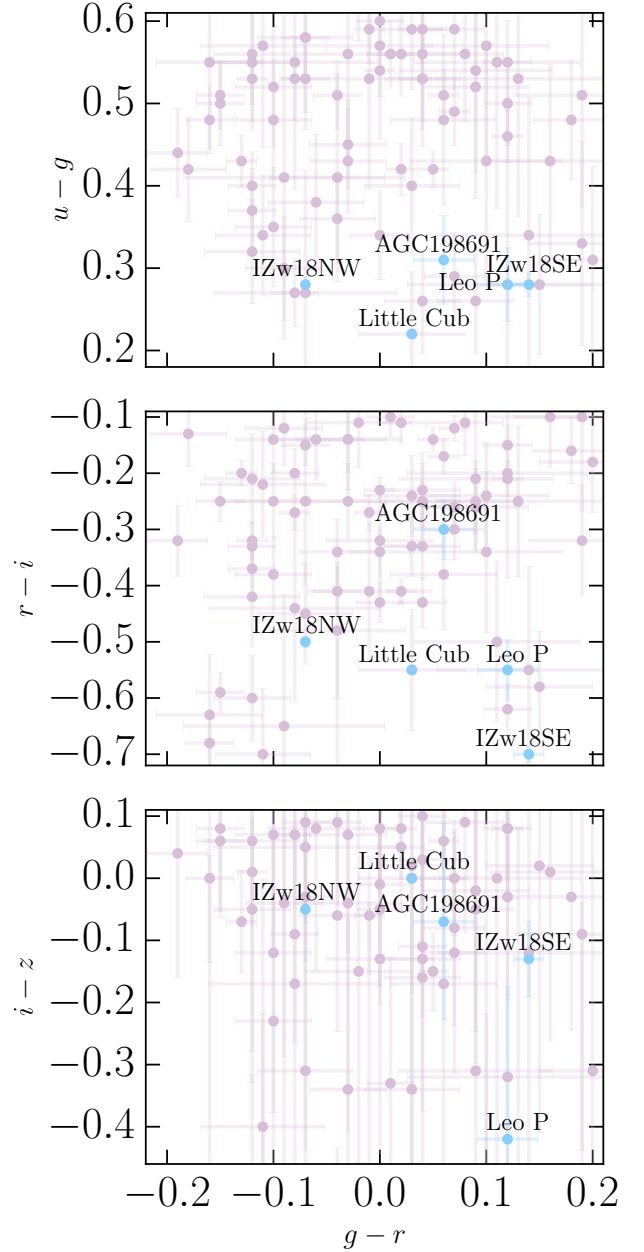 0.6
0.5
0.4
0.3
0.2
u − g
AGC198691
IZw18NW
IZw18SE
Leo P
Little Cub
−0.1
−0.2
−0.3
−0.4
−0.5
−0.6
−0.7
r − i
AGC198691
IZw18NW
Little Cub
Leo P
IZw18SE
0.1
0.0
−0.1
−0.2
−0.3
−0.4
i − z
Little Cub
IZw18NW
AGC198691
IZw18SE
Leo P
−0.2 −0.1 0.0 0.1 0.2
g − r